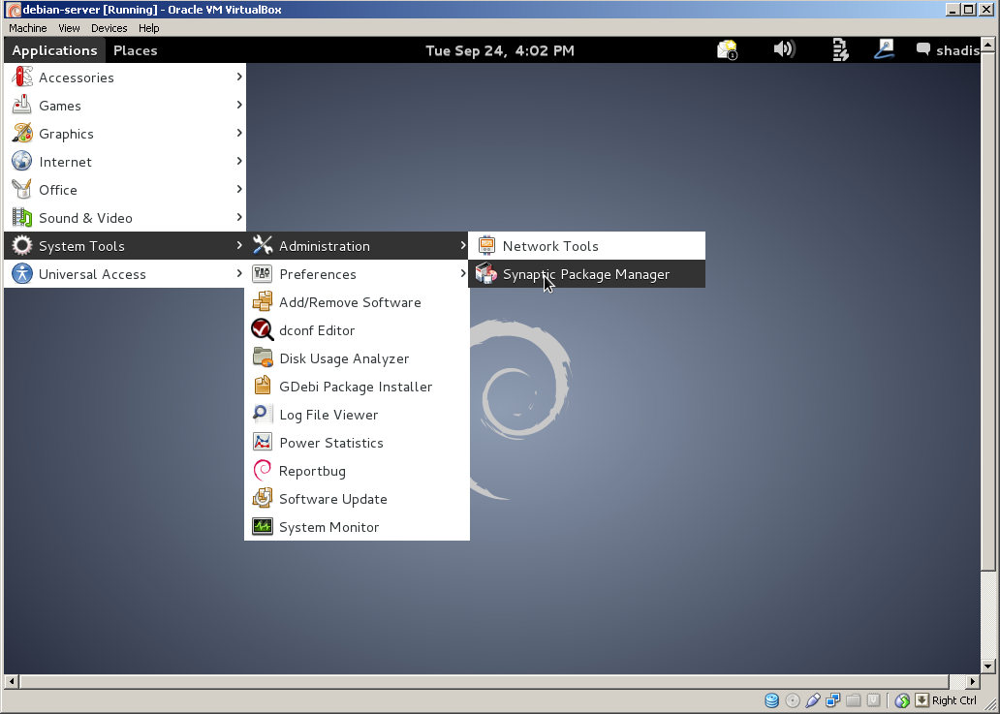 debian-server [Running] - Oracle VM VirtualBox
Machine View Devices Help
Applications Places Tue Sep 24, 4:02 PM 1 shadis
Accessories
Games
Graphics
Internet
Office
Sound & Video
System Tools
Universal Access
Administration
Preferences
Add/Remove Software
dconf Editor
Disk Usage Analyzer
GDebi Package Installer
Log File Viewer
Power Statistics
Reportbug
Software Update
System Monitor
Network Tools
Synaptic Package Manager
Right Ctrl